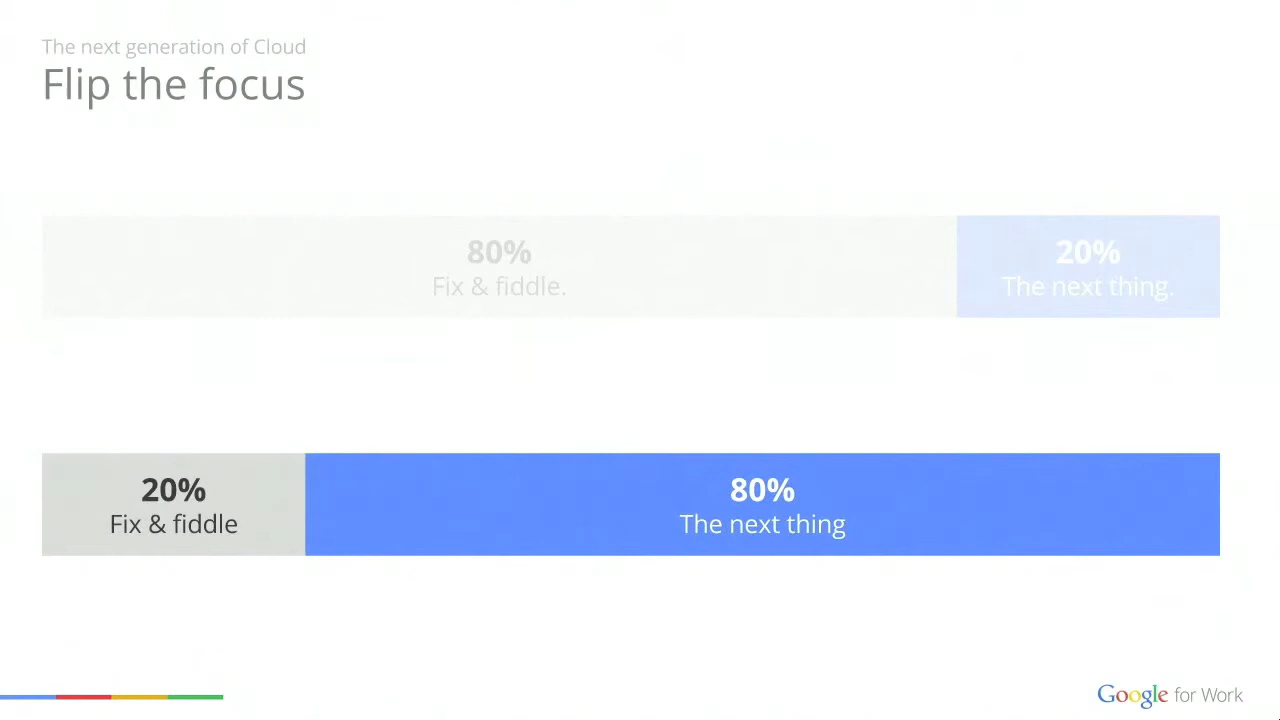 The next generation of Cloud
Flip the focus
80%
Fix & fiddle.
20%
The next thing.
20%
Fix & fiddle
80%
The next thing
Google for Work